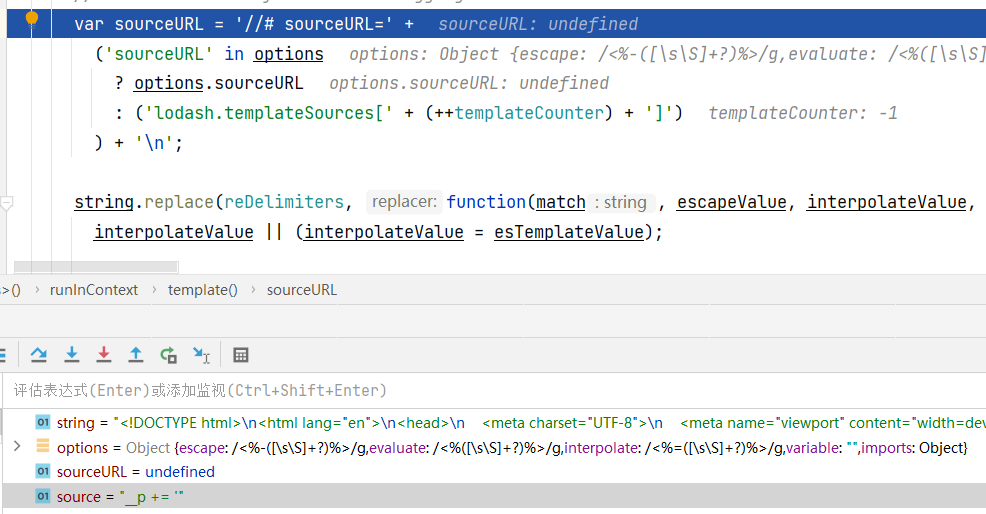 var sourceURL = '//# sourceURL=' +   sourceURL: undefined
('sourceURL' in options   options: Object {escape: /<%-([\s\S]+?)%>/g,evaluate: /<%([\s\S]
? options.sourceURL   options.sourceURL: undefined
: ('lodash.templateSources[' + (++templateCounter) + ']')   templateCounter: -1
) + '\n';
string.replace(reDelimiters, replacer: function(match : string , escapeValue, interpolateValue,
interpolateValue || (interpolateValue = esTemplateValue);
>() › runInContext › template() › sourceURL
评估表达式(Enter)或添加监视(Ctrl+Shift+Enter)
01 string = "<!DOCTYPE html>\n<html lang="en">\n<head>\n    <meta charset="UTF-8">\n    <meta name="viewport" content="width=dev
options = Object {escape: /<%-([\s\S]+?)%>/g,evaluate: /<%([\s\S]+?)%>/g,interpolate: /<%=([\s\S]+?)%>/g,variable: "",imports: Object}
01 sourceURL = undefined
01 source = "__p += '"